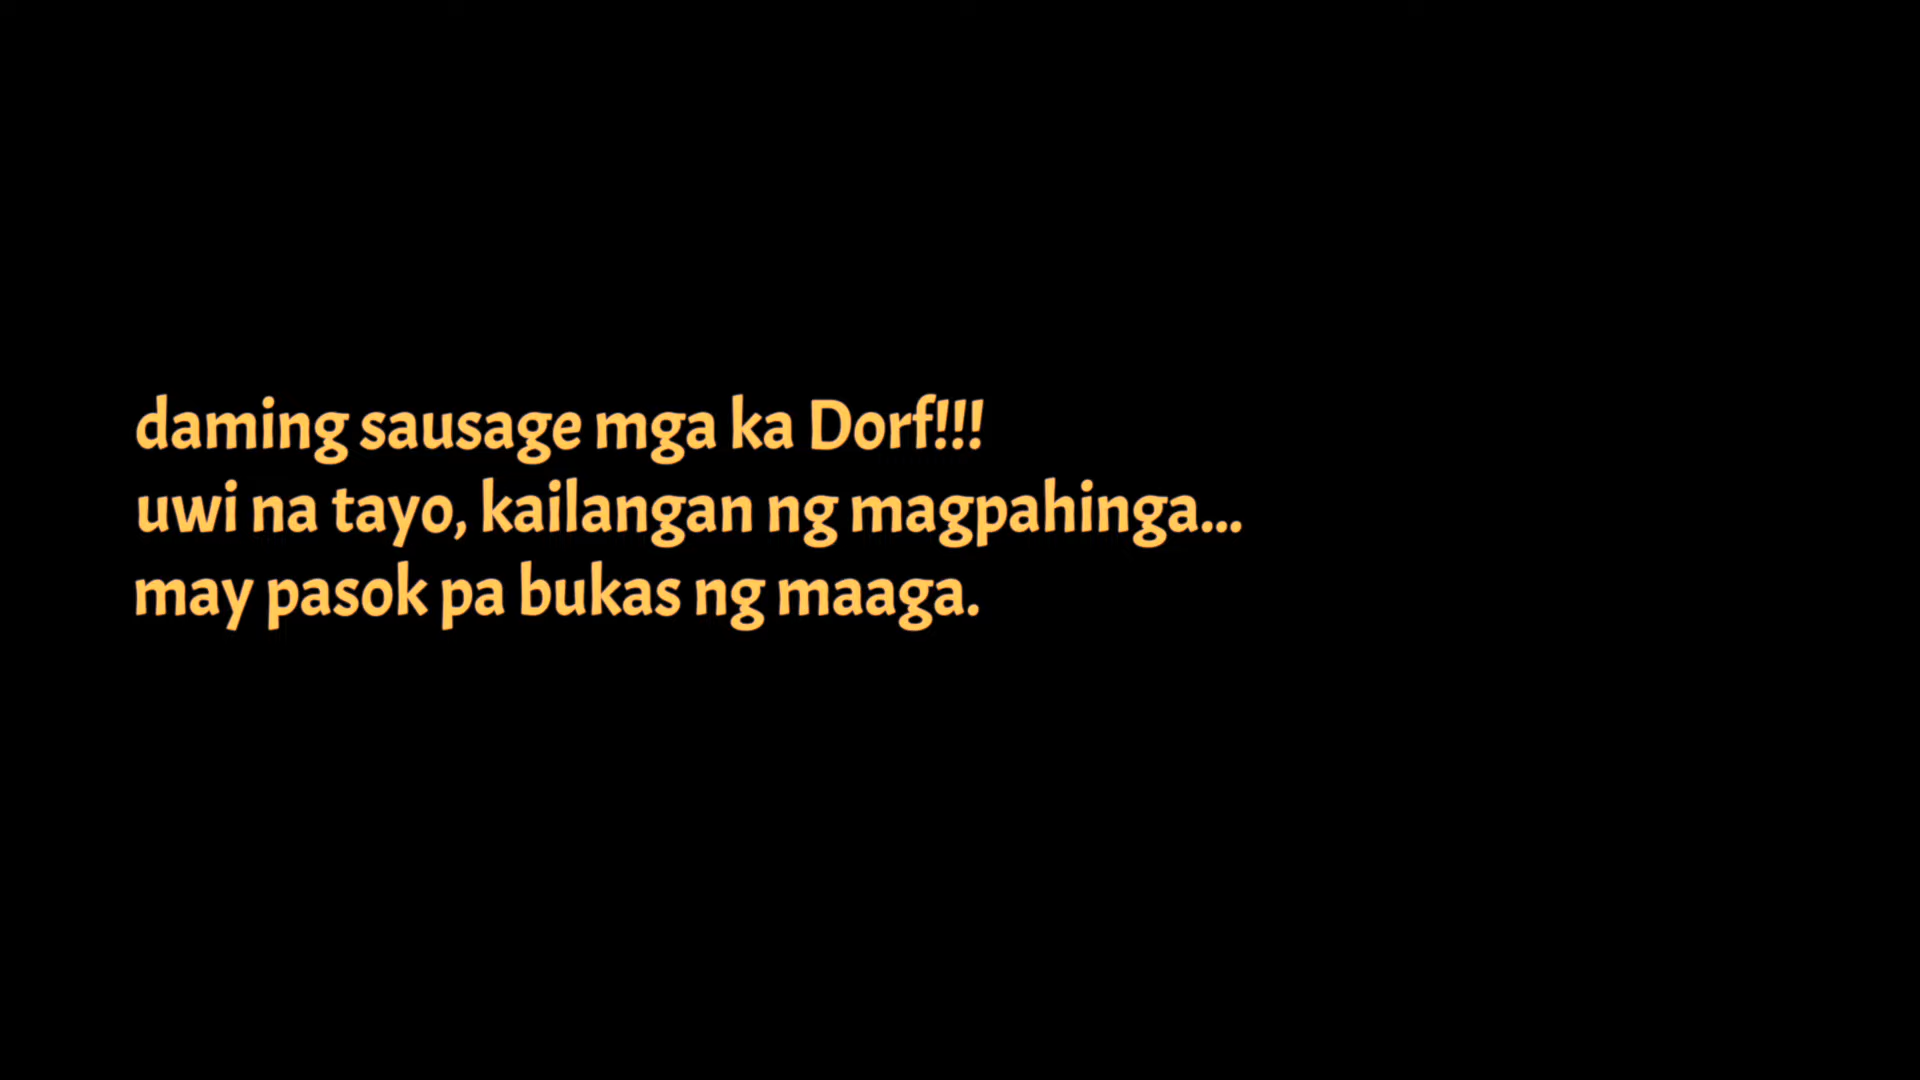 daming sausage mga ka Dorf!!!
uwi na tayo, kailangan ng magpahinga...
may pasok pa bukas ng maaga.